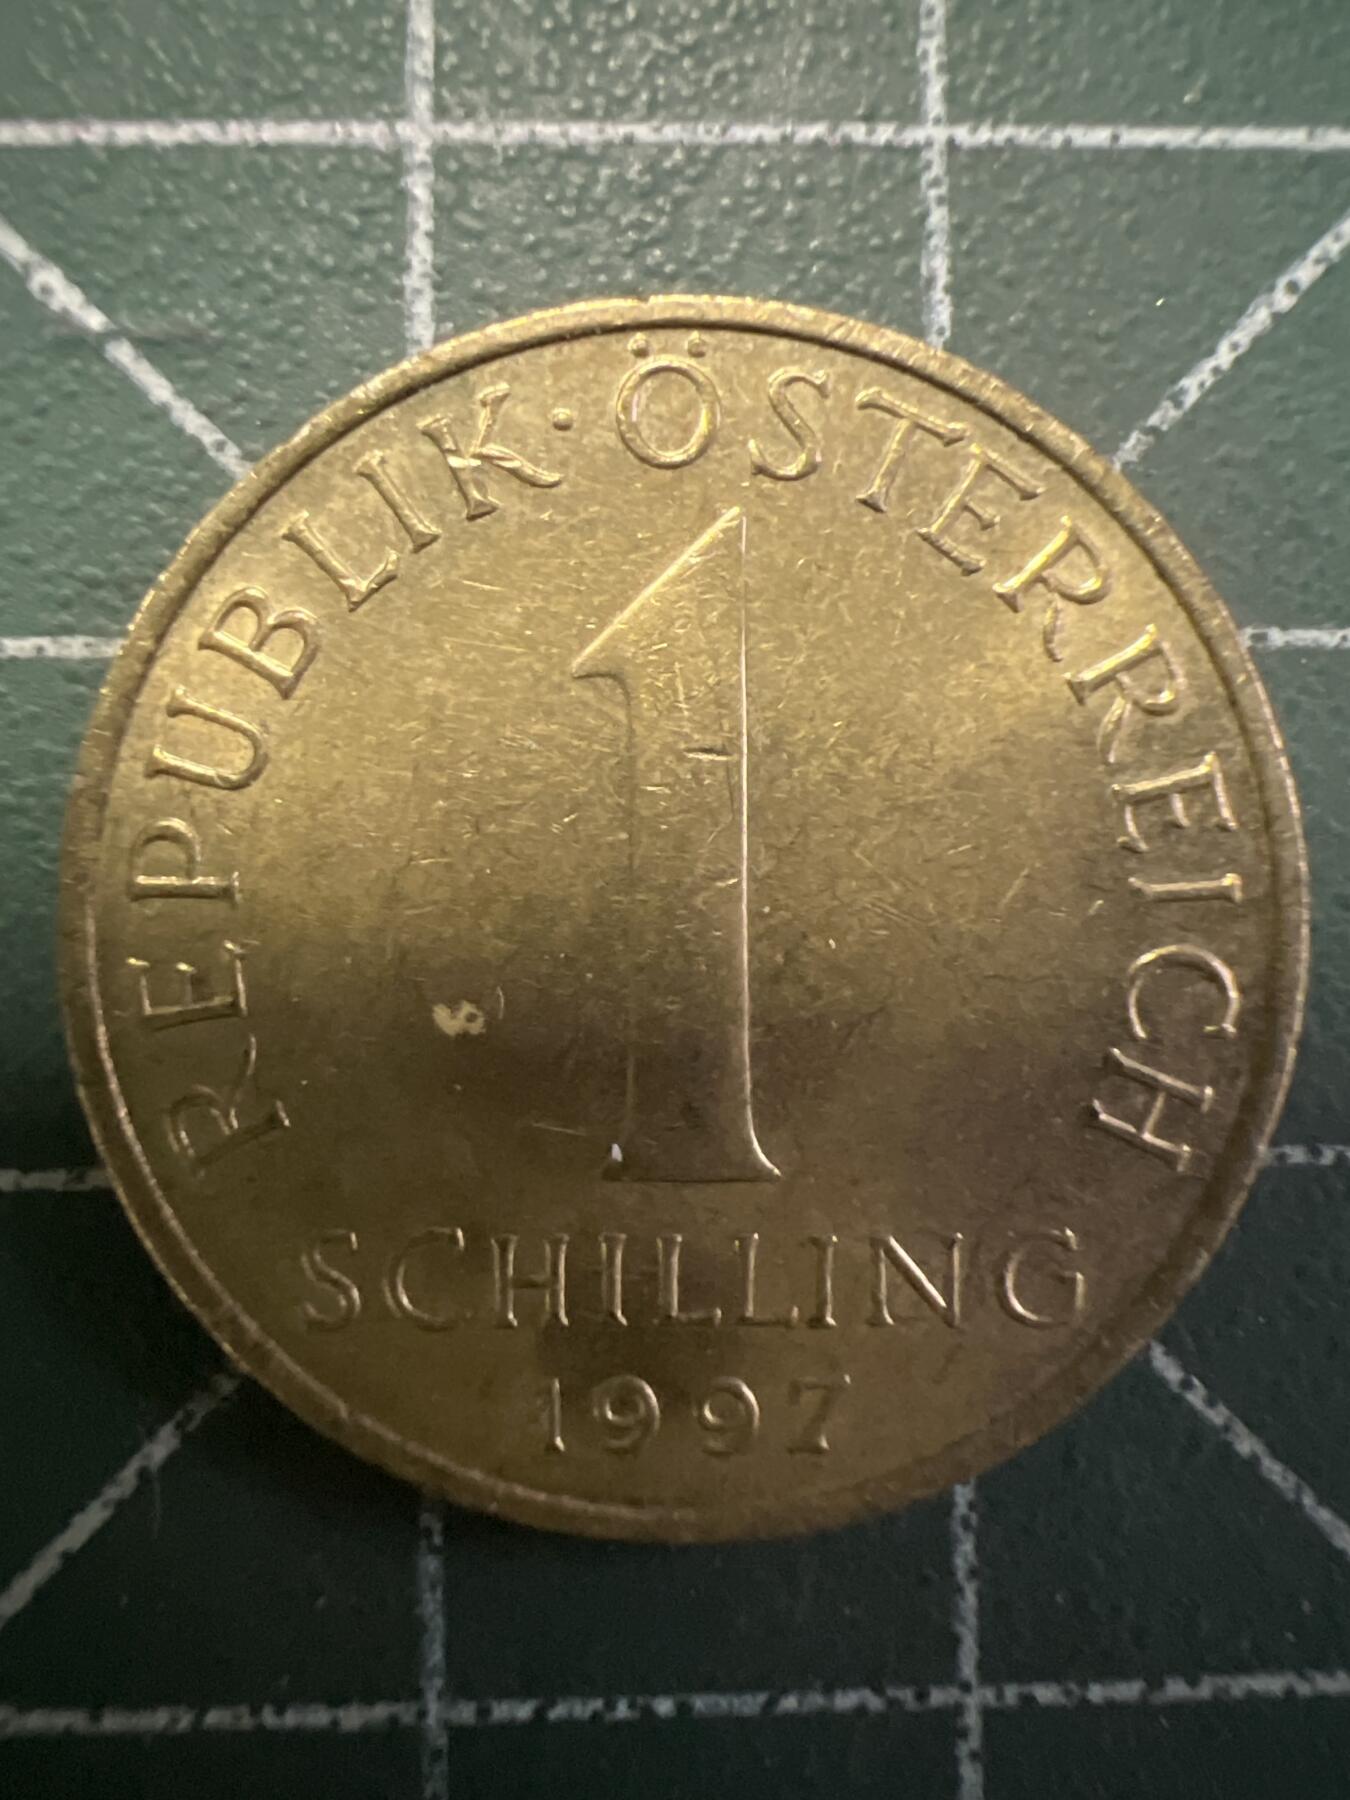 REPUBLIK · ÖSTERREICH
1
SCHILLING
1997